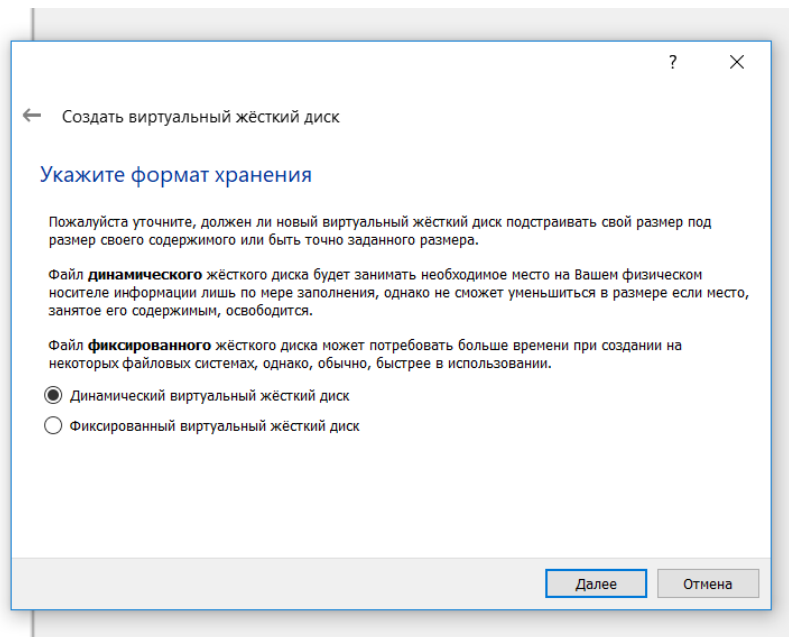 ?
Создать виртуальный жёсткий диск
Укажите формат хранения
Пожалуйста уточните, должен ли новый виртуальный жёсткий диск подстраивать свой размер под
размер своего содержимого или быть точно заданного размера.
Файл динамического жёсткого диска будет занимать необходимое место на Вашем физическом
носителе информации лишь по мере заполнения, однако не сможет уменьшиться в размере если место,
занятое его содержимым, освободится.
Файл фиксированного жёсткого диска может потребовать больше времени при создании на
некоторых файловых системах, однако, обычно, быстрее в использовании.
Динамический виртуальный жёсткий диск
Фиксированный виртуальный жёсткий диск
Далее Отмена